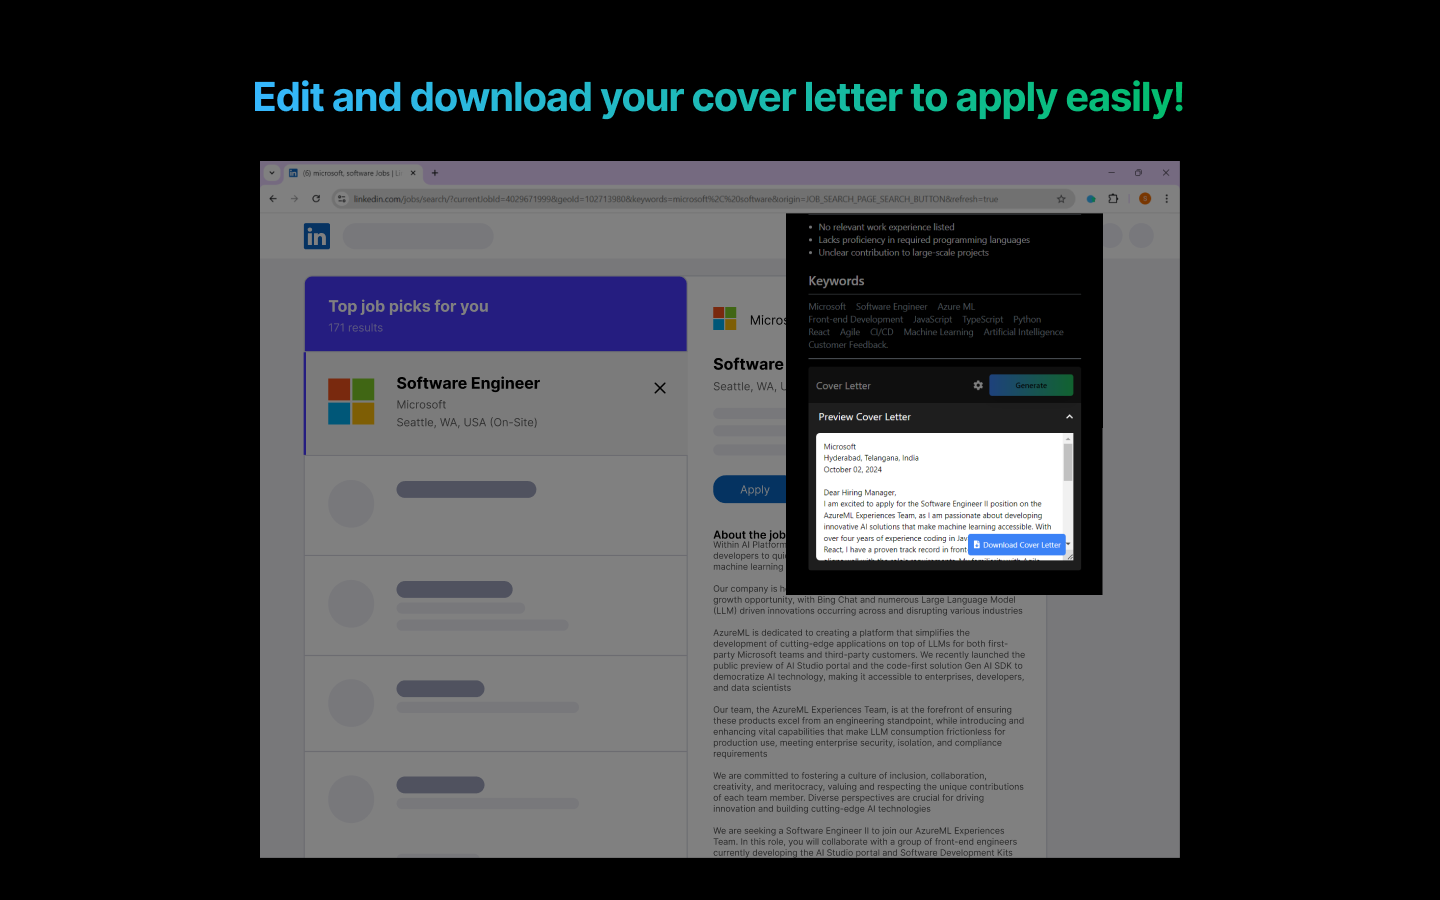 Edit and download your cover letter to apply easily!
(6) microsoft, software Jobs | Li
linkedin.com/jobs/search/?currentJobId=4029671999&geoId=102713980&keywords=microsoft%2C%20software&origin=JOB_SEARCH_PAGE_SEARCH_BUTTON&refresh=true
S
in
Top job picks for you
171 results
Software Engineer
Microsoft
Seattle, WA, USA (On-Site)
Micros
Software
Seattle, WA, U
Apply
About the job
Within AI Platform
developers to qui
machine learning
Our company is he
growth opportunity, with Bing Chat and numerous Large Language Model
(LLM) driven innovations occurring across and disrupting various industries
AzureML is dedicated to creating a platform that simplifies the
development of cutting-edge applications on top of LLMs for both first-
party Microsoft teams and third-party customers. We recently launched the
public preview of AI Studio portal and the code-first solution Gen AI SDK to
democratize AI technology, making it accessible to enterprises, developers,
and data scientists
Our team, the AzureML Experiences Team, is at the forefront of ensuring
these products excel from an engineering standpoint, while introducing and
enhancing vital capabilities that make LLM consumption frictionless for
production use, meeting enterprise security, isolation, and compliance
requirements
We are committed to fostering a culture of inclusion, collaboration,
creativity, and meritocracy, valuing and respecting the unique contributions
of each team member. Diverse perspectives are crucial for driving
innovation and building cutting-edge AI technologies
We are seeking a Software Engineer II to join our AzureML Experiences
Team. In this role, you will collaborate with a group of front-end engineers
currently developing the AI Studio portal and Software Development Kits
No relevant work experience listed
Lacks proficiency in required programming languages
Unclear contribution to large-scale projects
Keywords
Microsoft Software Engineer Azure ML
Front-end Development JavaScript TypeScript Python
React Agile CI/CD Machine Learning Artificial Intelligence
Customer Feedback.
Cover Letter Generate
Preview Cover Letter
Microsoft
Hyderabad, Telangana, India
October 02, 2024
Dear Hiring Manager,
I am excited to apply for the Software Engineer II position on the
AzureML Experiences Team, as I am passionate about developing
innovative AI solutions that make machine learning accessible. With
over four years of experience coding in Jav
React, I have a proven track record in front
Download Cover Letter